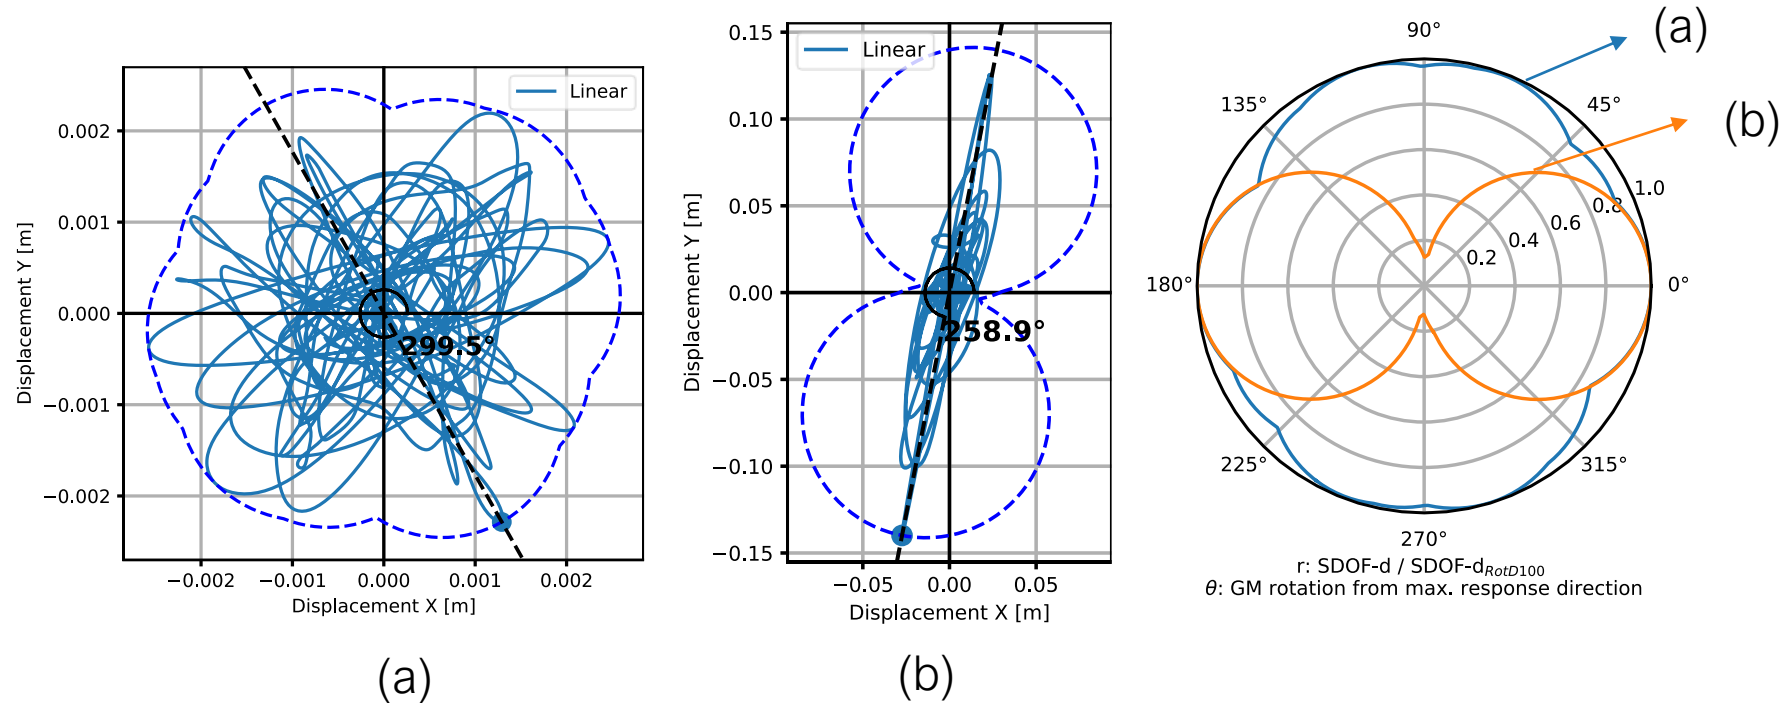 Displacement Y [m]
0.002
0.001
0.000
−0.001
−0.002
Linear
299.5°
−0.002 −0.001 0.000 0.001 0.002
Displacement X [m]
(a)
Displacement Y [m]
0.15
0.10
0.05
0.00
−0.05
−0.10
−0.15
Linear
258.9°
−0.05 0.00 0.05
Displacement X [m]
(b)
(a)
(b)
90°
135° 45°
180° 0°
225° 315°
270°
0.2 0.4 0.6 0.8 1.0
r: SDOF-d / SDOF-d_RotD100
θ: GM rotation from max. response direction